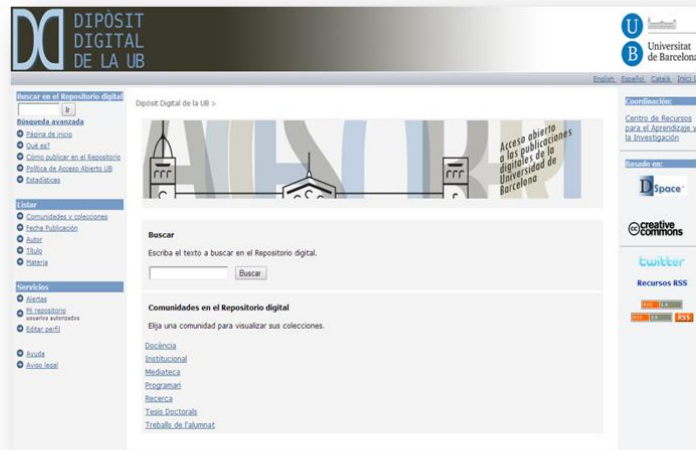 DIPÒSIT
DIGITAL
DE LA UB
Universitat
de Barcelona
English Español Català Inici
Buscar en el Repositorio digital
Ir
Búsqueda avanzada
Página de inicio
Qué es?
Cómo publicar en el Repositorio
Política de Acceso Abierto UB
Estadísticas
Listar
Comunidades y colecciones
Fecha Publicación
Autor
Título
Materia
Servicios
Alertas
Mi repositorio
usuarios autorizados
Editar perfil
Ayuda
Aviso legal
Dipòsit Digital de la UB >
Acceso abierto
a las publicaciones
digitales de la
Universidad de
Barcelona
Buscar
Escriba el texto a buscar en el Repositorio digital.
Buscar
Comunidades en el Repositorio digital
Elija una comunidad para visualizar sus colecciones.
Docència
Institucional
Mediateca
Programari
Recerca
Tesis Doctorals
Treballs de l'alumnat
Coordinación:
Centro de Recursos
para el Aprendizaje y
la Investigación
Basado en:
DSpace
creative
commons
twitter
Recursos RSS
RSS